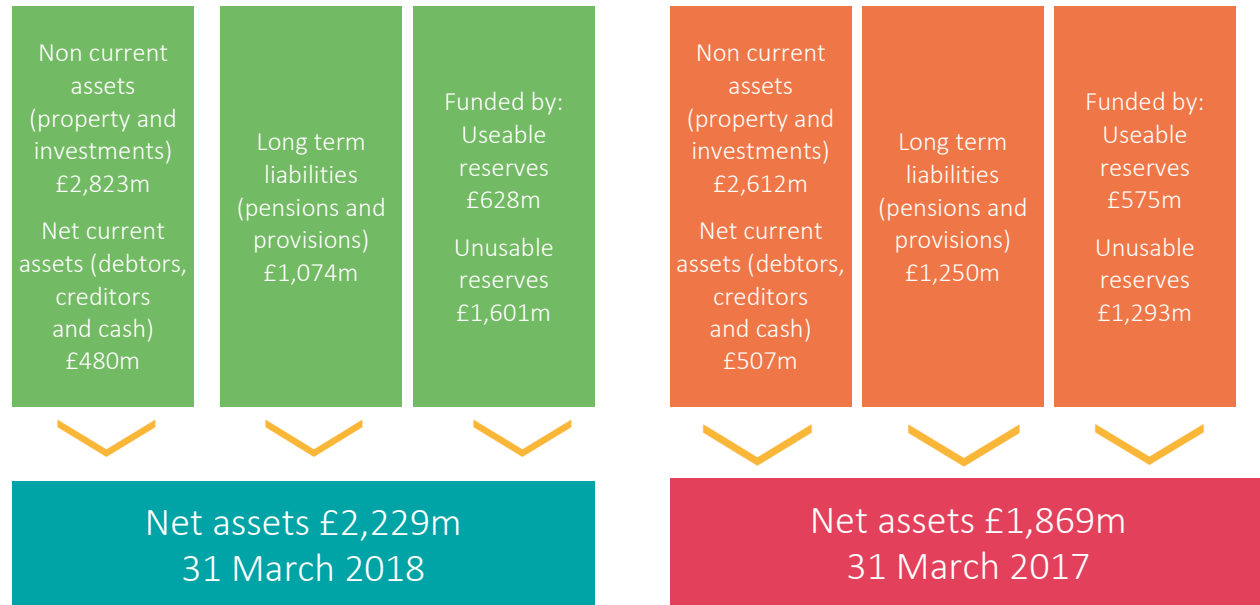 Non current
assets
(property and
investments)
£2,823m
Net current
assets (debtors,
creditors
and cash)
£480m
Long term
liabilities
(pensions and
provisions)
£1,074m
Funded by:
Useable
reserves
£628m
Unusable
reserves
£1,601m
Net assets £2,229m
31 March 2018
Non current
assets
(property and
investments)
£2,612m
Net current
assets (debtors,
creditors
and cash)
£507m
Long term
liabilities
(pensions and
provisions)
£1,250m
Funded by:
Useable
reserves
£575m
Unusable
reserves
£1,293m
Net assets £1,869m
31 March 2017